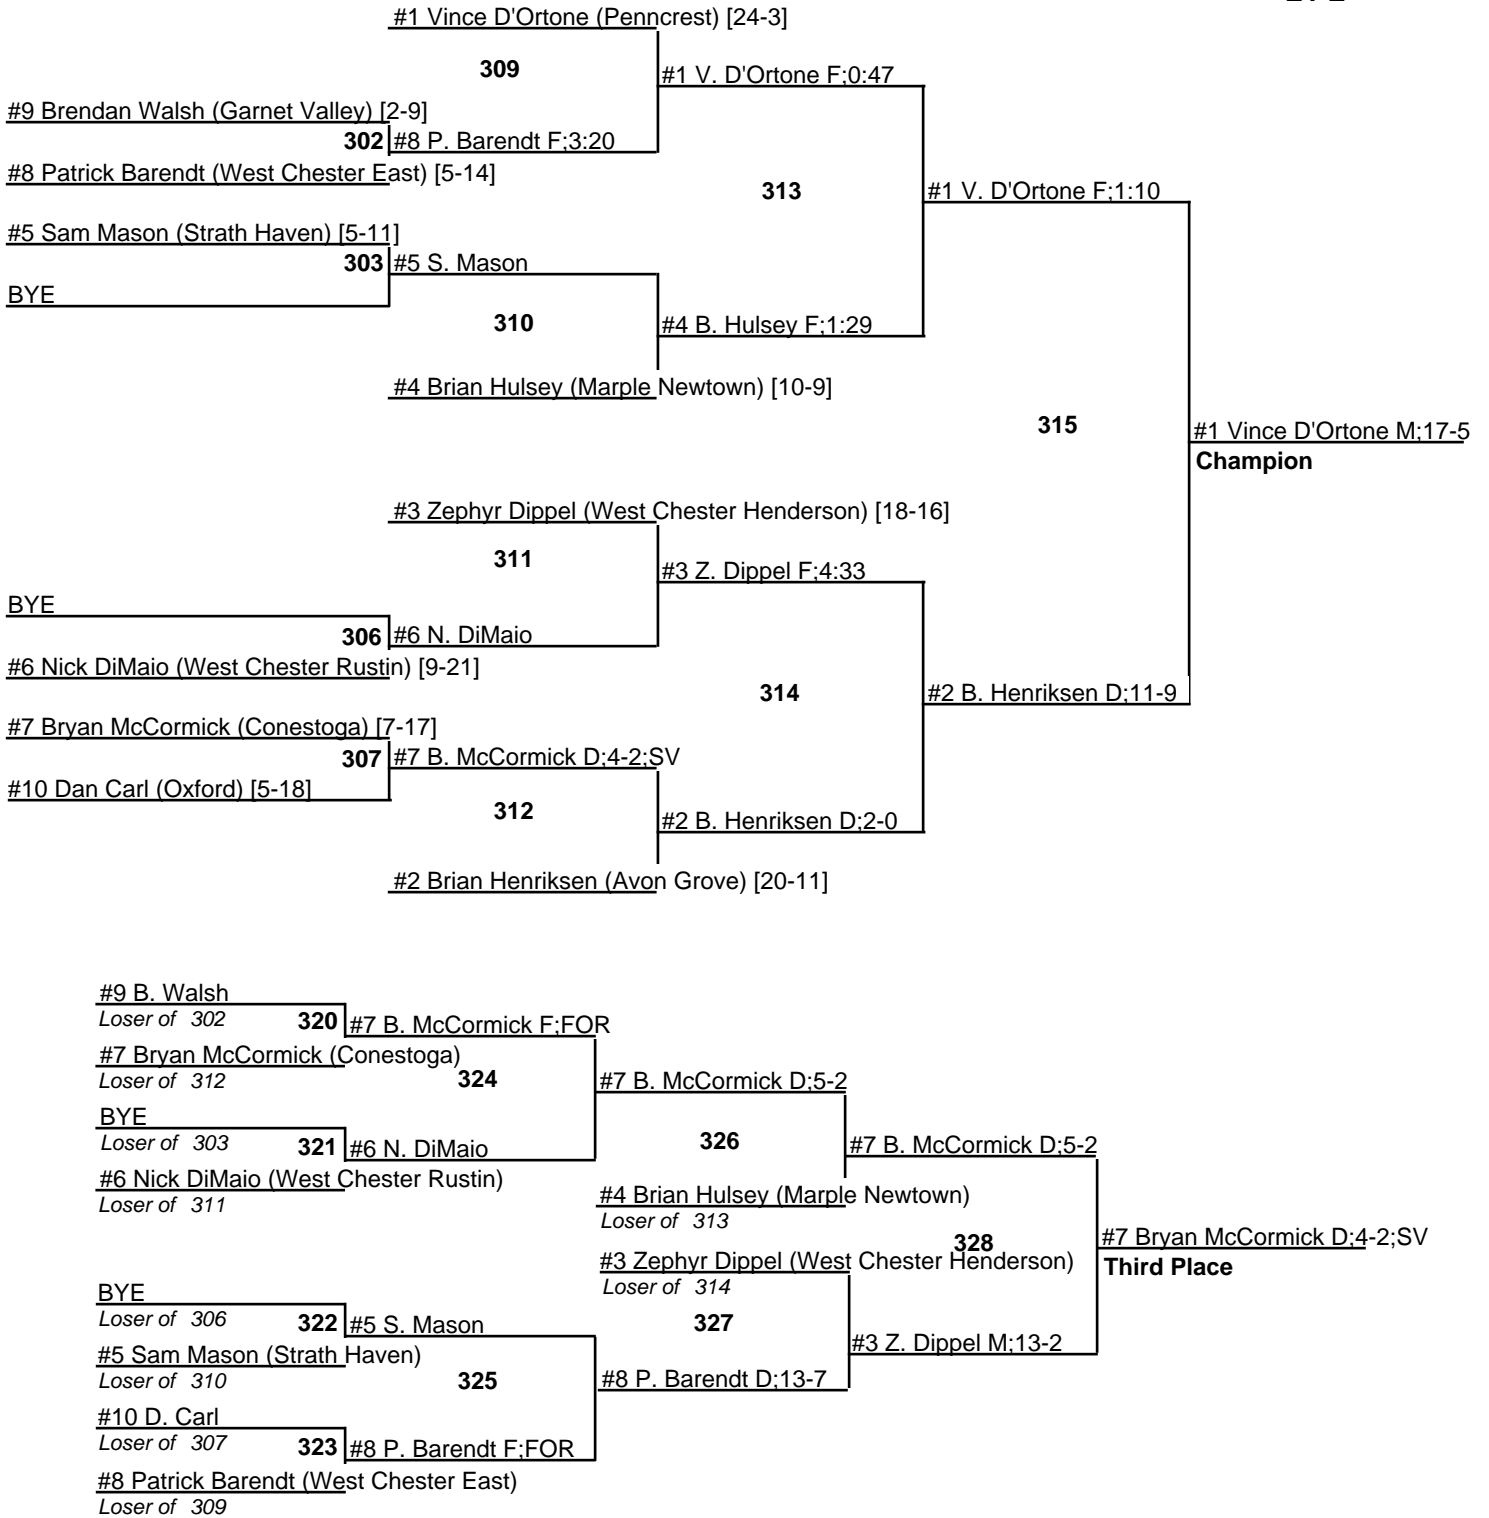 #1 Vince D'Ortone (Penncrest) [24-3]
309
#1 V. D'Ortone F;0:47
#9 Brendan Walsh (Garnet Valley) [2-9]
302 #8 P. Barendt F;3:20
#8 Patrick Barendt (West Chester East) [5-14]
313
#1 V. D'Ortone F;1:10
#5 Sam Mason (Strath Haven) [5-11]
303 #5 S. Mason
BYE
310
#4 B. Hulsey F;1:29
#4 Brian Hulsey (Marple Newtown) [10-9]
315
#1 Vince D'Ortone M;17-5
Champion
#3 Zephyr Dippel (West Chester Henderson) [18-16]
311
#3 Z. Dippel F;4:33
BYE
306 #6 N. DiMaio
#6 Nick DiMaio (West Chester Rustin) [9-21]
314
#2 B. Henriksen D;11-9
#7 Bryan McCormick (Conestoga) [7-17]
307 #7 B. McCormick D;4-2;SV
#10 Dan Carl (Oxford) [5-18]
312
#2 B. Henriksen D;2-0
#2 Brian Henriksen (Avon Grove) [20-11]
#9 B. Walsh
Loser of 302
320 #7 B. McCormick F;FOR
#7 Bryan McCormick (Conestoga)
Loser of 312
324
#7 B. McCormick D;5-2
BYE
Loser of 303
321 #6 N. DiMaio
326
#7 B. McCormick D;5-2
#6 Nick DiMaio (West Chester Rustin)
Loser of 311
#4 Brian Hulsey (Marple Newtown)
Loser of 313
328
#7 Bryan McCormick D;4-2;SV
Third Place
#3 Zephyr Dippel (West Chester Henderson)
Loser of 314
BYE
Loser of 306
322 #5 S. Mason
327
#3 Z. Dippel M;13-2
#5 Sam Mason (Strath Haven)
Loser of 310
325
#8 P. Barendt D;13-7
#10 D. Carl
Loser of 307
323 #8 P. Barendt F;FOR
#8 Patrick Barendt (West Chester East)
Loser of 309